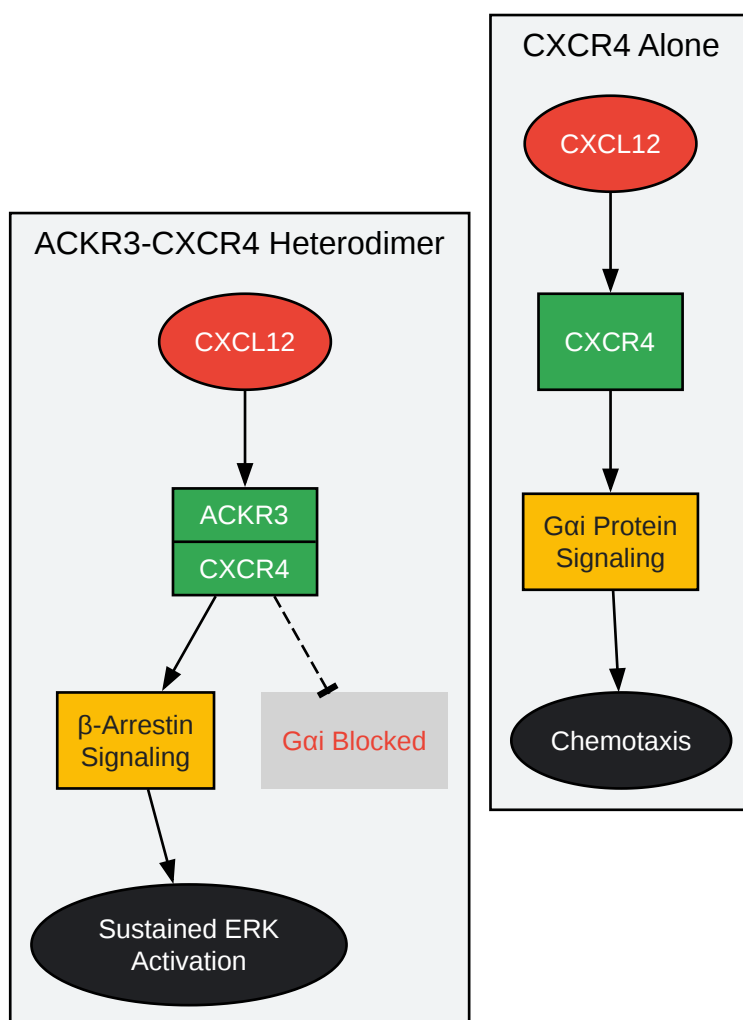 ACKR3-CXCR4 Heterodimer
CXCL12
ACKR3
CXCR4
β-Arrestin
Signaling
Gαi Blocked
Sustained ERK
Activation
CXCR4 Alone
CXCL12
CXCR4
Gαi Protein
Signaling
Chemotaxis